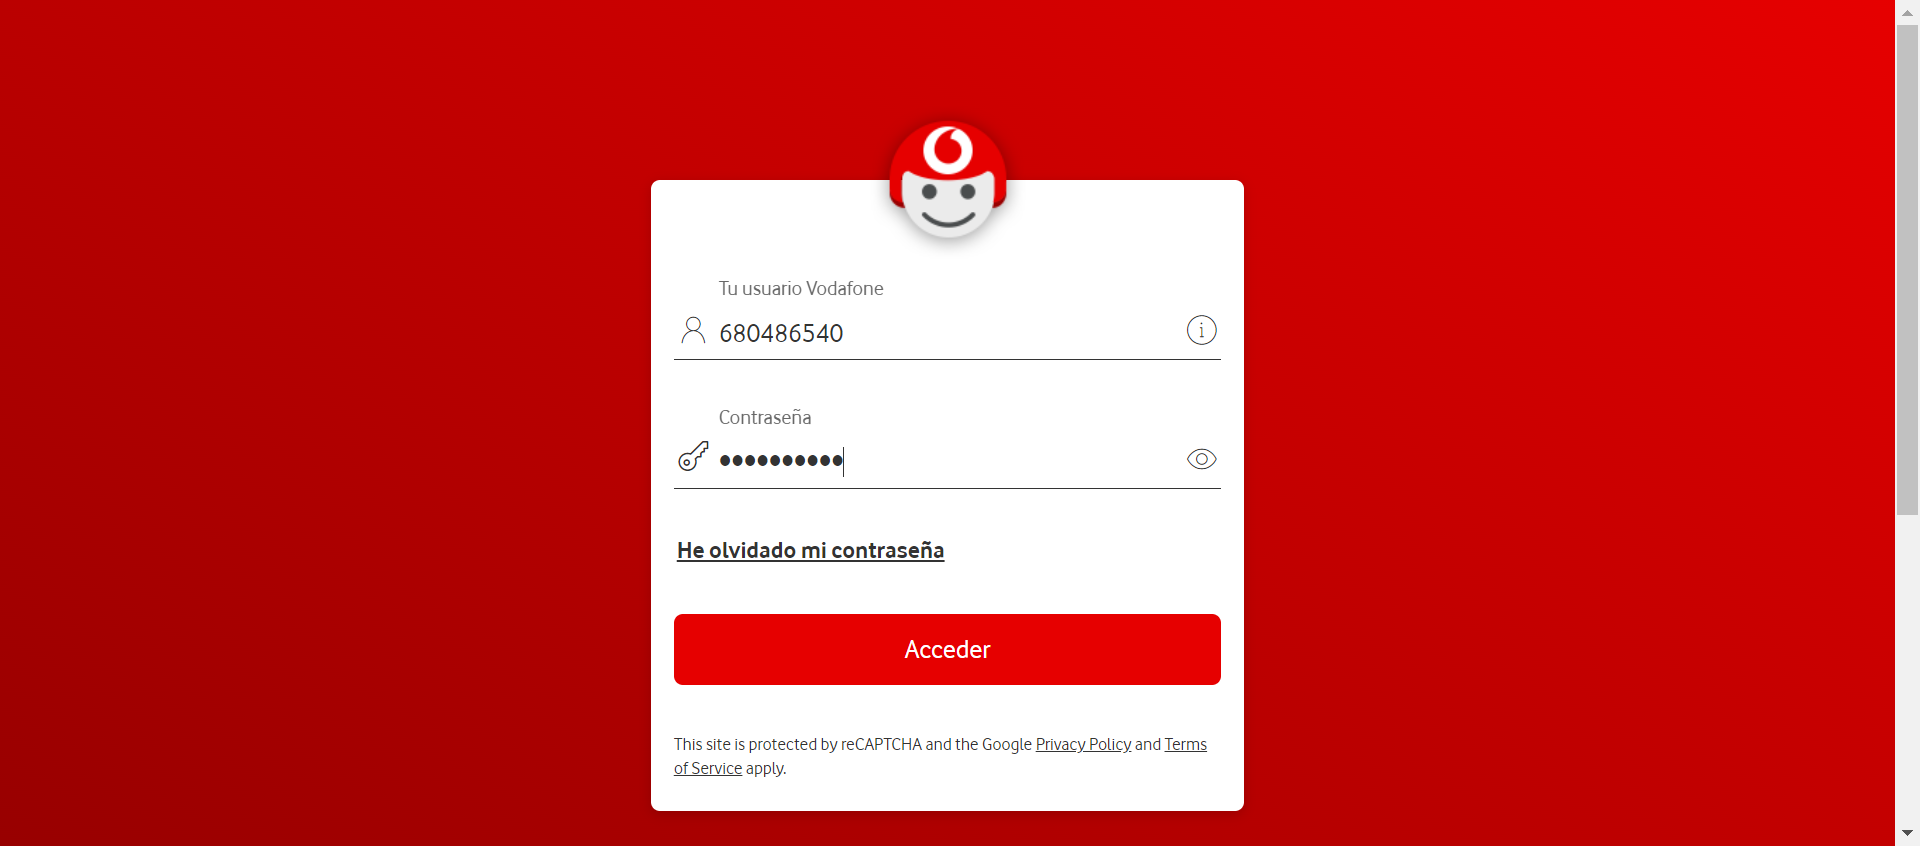 Tu usuario Vodafone
680486540
Contraseña
••••••••••
He olvidado mi contraseña
Acceder
This site is protected by reCAPTCHA and the Google Privacy Policy and Terms
of Service apply.